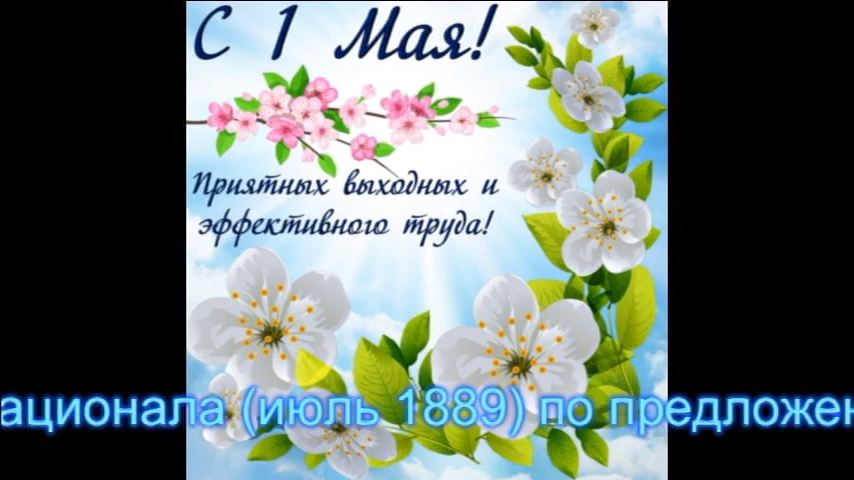 С 1 Мая!
Приятных выходных и
эффективного труда!
ационала (июль 1889) по предложен